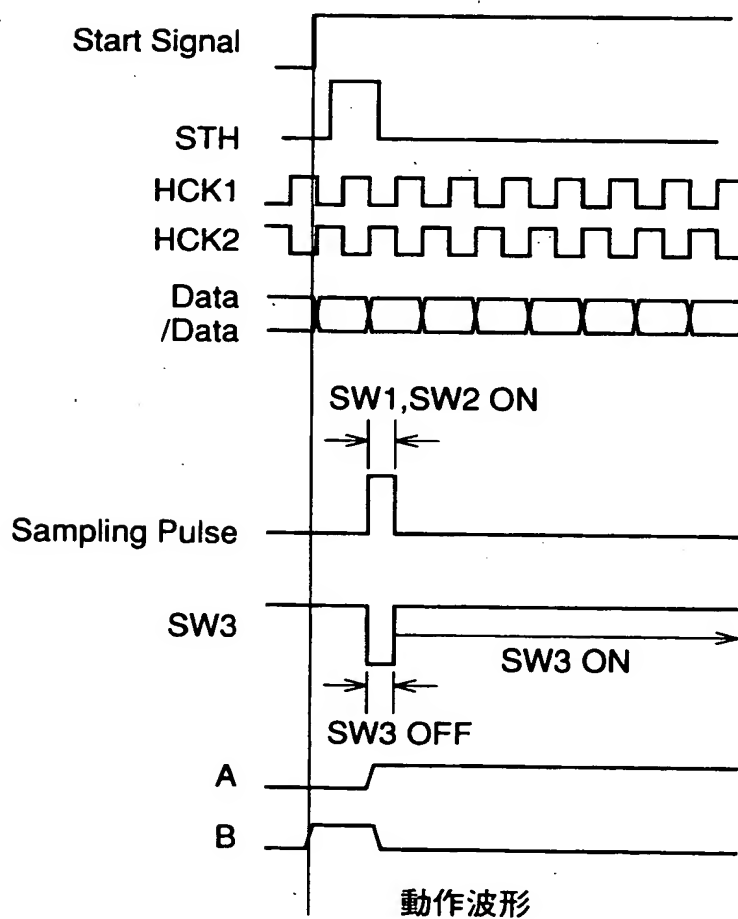 Start Signal
STH
HCK1
HCK2
Data
/Data
SW1,SW2 ON
Sampling Pulse
SW3
SW3 ON
SW3 OFF
A
B
動作波形